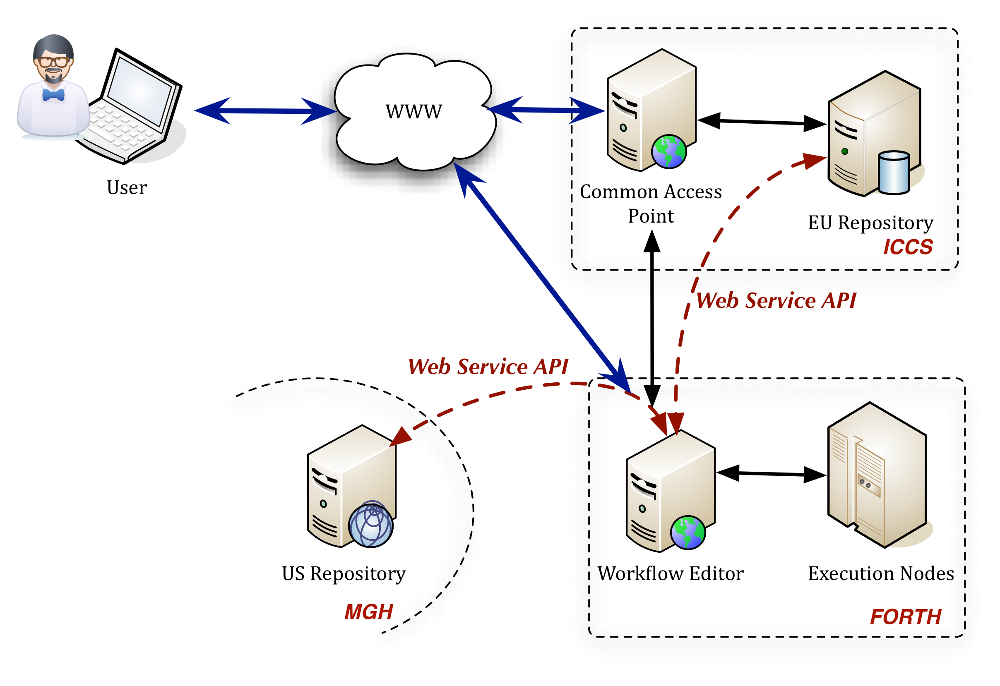 WWW
User
Common Access
Point
EU Repository
ICCS
Web Service API
Web Service API
US Repository
MGH
Workflow Editor
Execution Nodes
FORTH